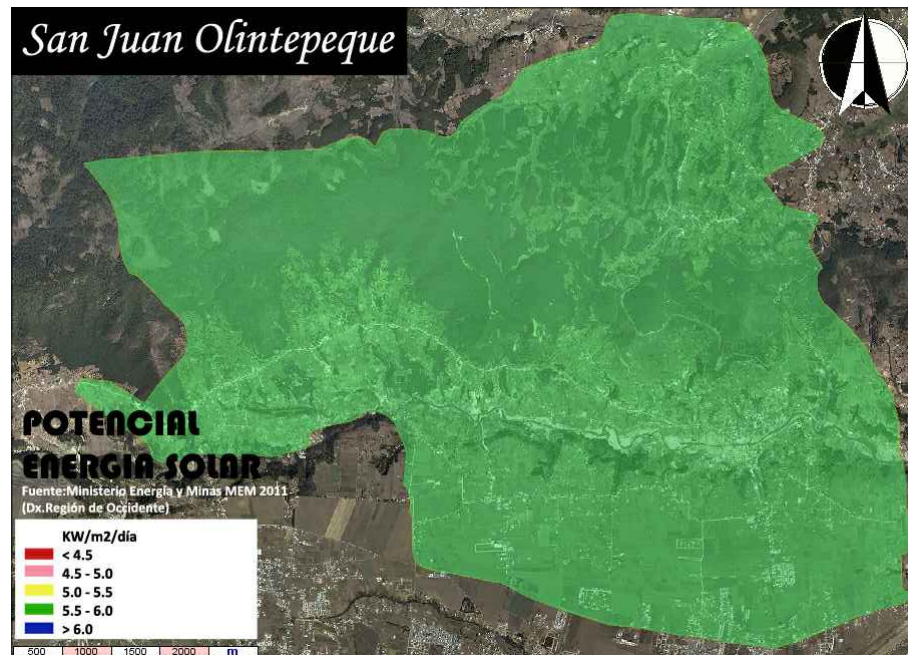 San Juan Olintepeque
POTENCIAL
ENERGIA SOLAR
Fuente:Ministerio Energía y Minas MEM 2011
(Dx.Región de Occidente)
KW/m2/día
< 4.5
4.5 - 5.0
5.0 - 5.5
5.5 - 6.0
> 6.0
500 1000 1500 2000 m